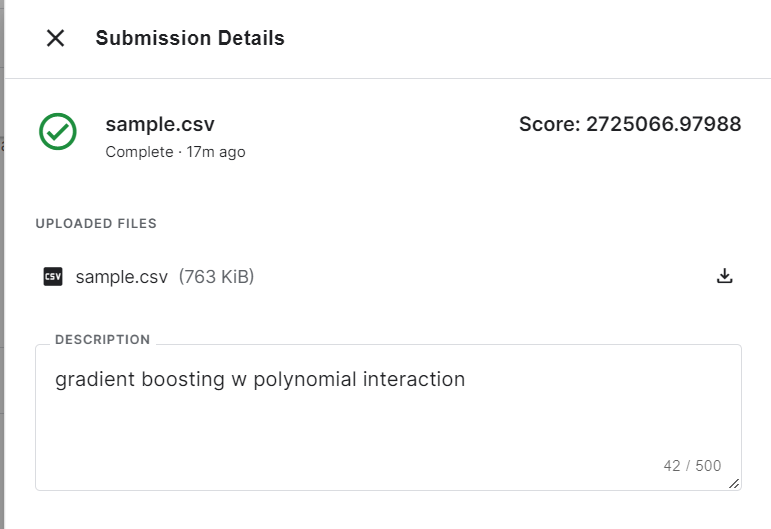 Submission Details
sample.csv
Score: 2725066.97988
Complete · 17m ago
UPLOADED FILES
CSV
sample.csv (763 KiB)
DESCRIPTION
gradient boosting w polynomial interaction
42 / 500